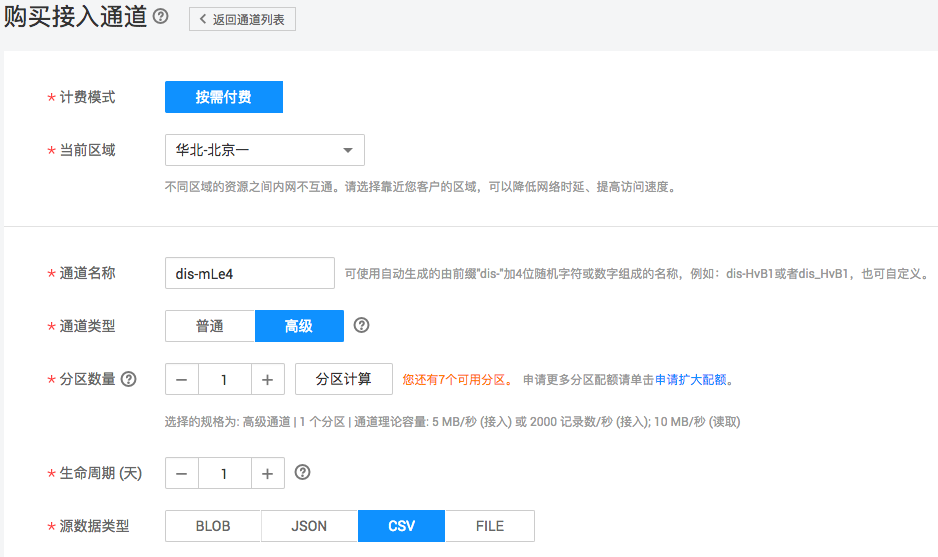 购买接入通道 ? < 返回通道列表
* 计费模式 按需付费
* 当前区域 华北-北京一
不同区域的资源之间内网不互通。请选择靠近您客户的区域，可以降低网络时延、提高访问速度。
* 通道名称 dis-mLe4 可使用自动生成的由前缀"dis-"加4位随机字符或数字组成的名称，例如：dis-HvB1或者dis_HvB1，也可自定义。
* 通道类型 普通 高级 ?
* 分区数量 ? − 1 + 分区计算 您还有7个可用分区。 申请更多分区配额请单击申请扩大配额。
选择的规格为: 高级通道 | 1 个分区 | 通道理论容量: 5 MB/秒 (接入) 或 2000 记录数/秒 (接入); 10 MB/秒 (读取)
* 生命周期 (天) − 1 + ?
* 源数据类型 BLOB JSON CSV FILE